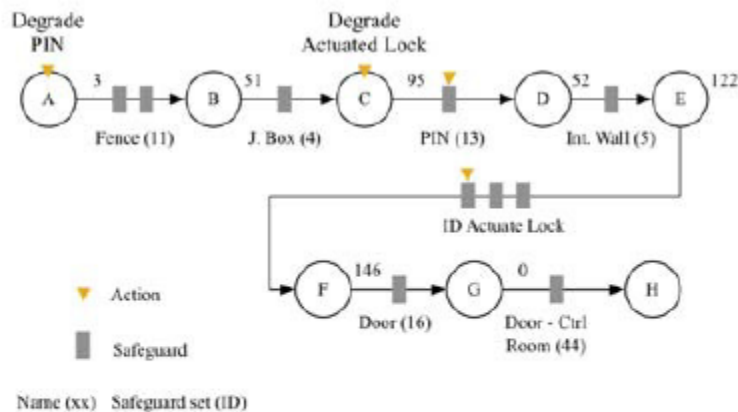 Degrade
PIN
Degrade
Actuated Lock
A
3
B
51
C
95
D
52
E
122
Fence (11)
J. Box (4)
PIN (13)
Int. Wall (5)
ID Actuate Lock
F
146
G
0
H
Door (16)
Door - Ctrl
Room (44)
Action
Safeguard
Name (xx) Safeguard set (ID)